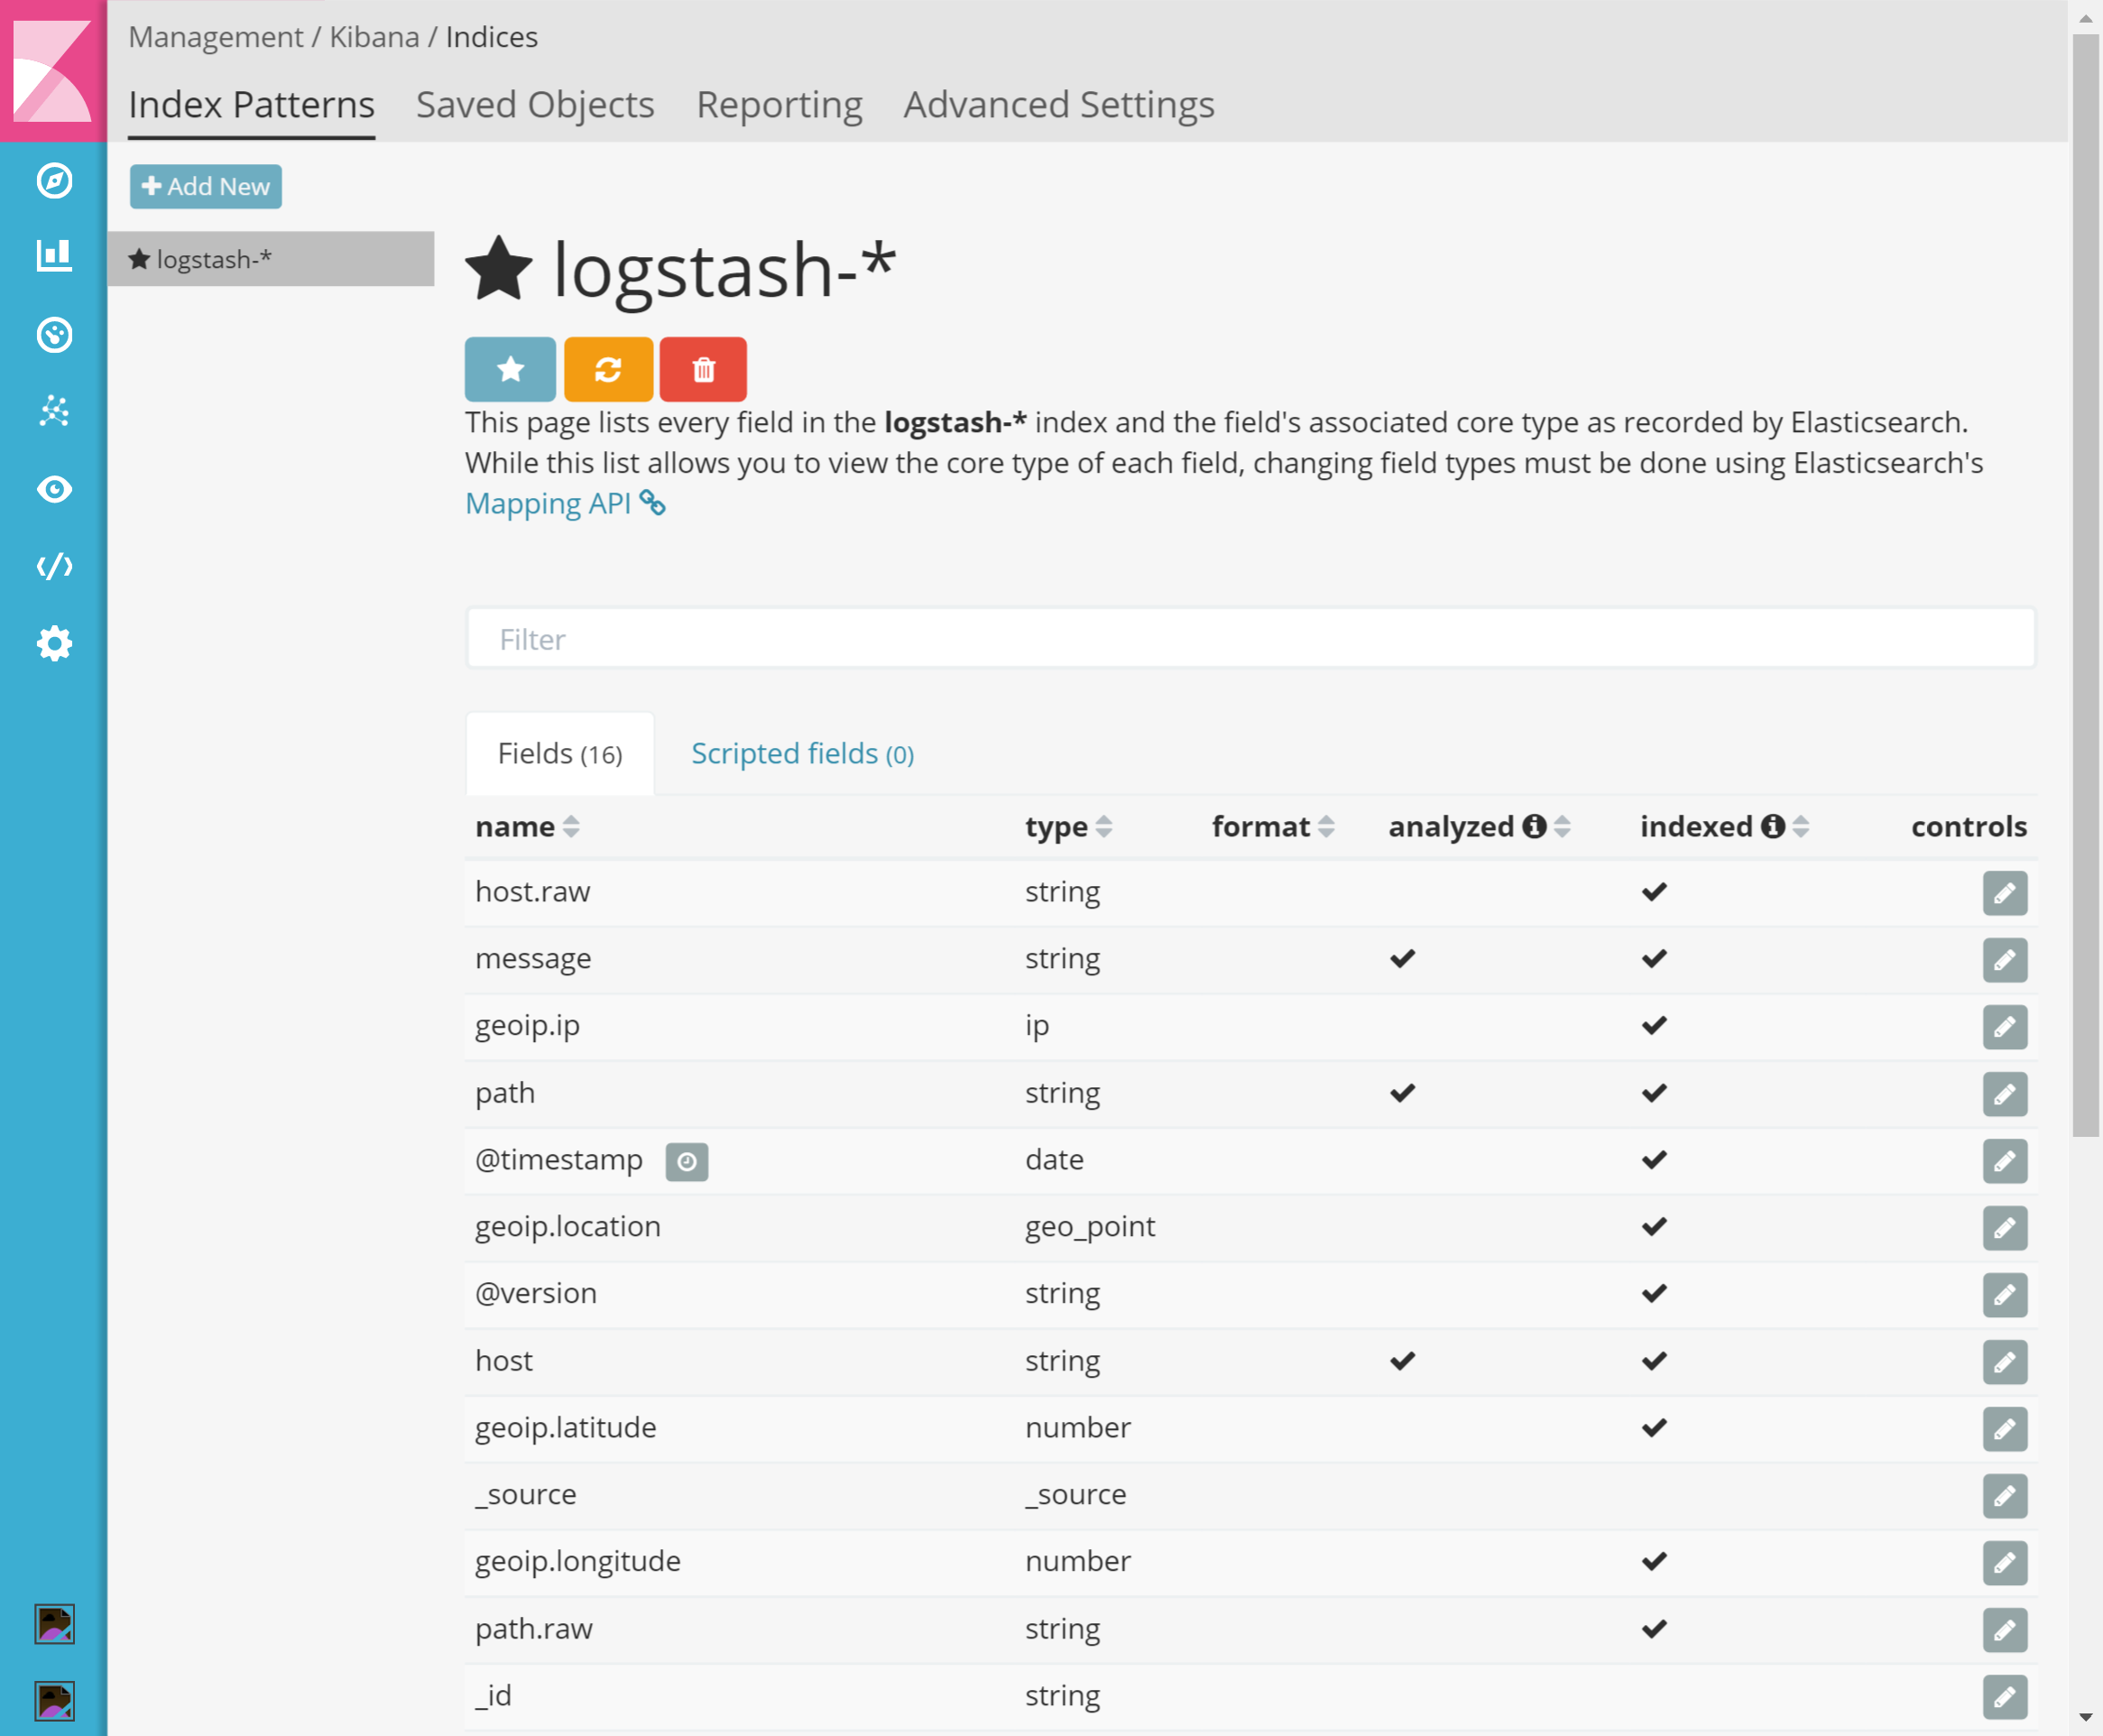 Management / Kibana / Indices
Index Patterns Saved Objects Reporting Advanced Settings
Add New
logstash-*
logstash-*
This page lists every field in the logstash-* index and the field's associated core type as recorded by Elasticsearch.
While this list allows you to view the core type of each field, changing field types must be done using Elasticsearch's
Mapping API
Filter
Fields (16) Scripted fields (0)
name type format analyzed indexed controls
host.raw string
message string
geoip.ip ip
path string
@timestamp date
geoip.location geo_point
@version string
host string
geoip.latitude number
_source _source
geoip.longitude number
path.raw string
_id string